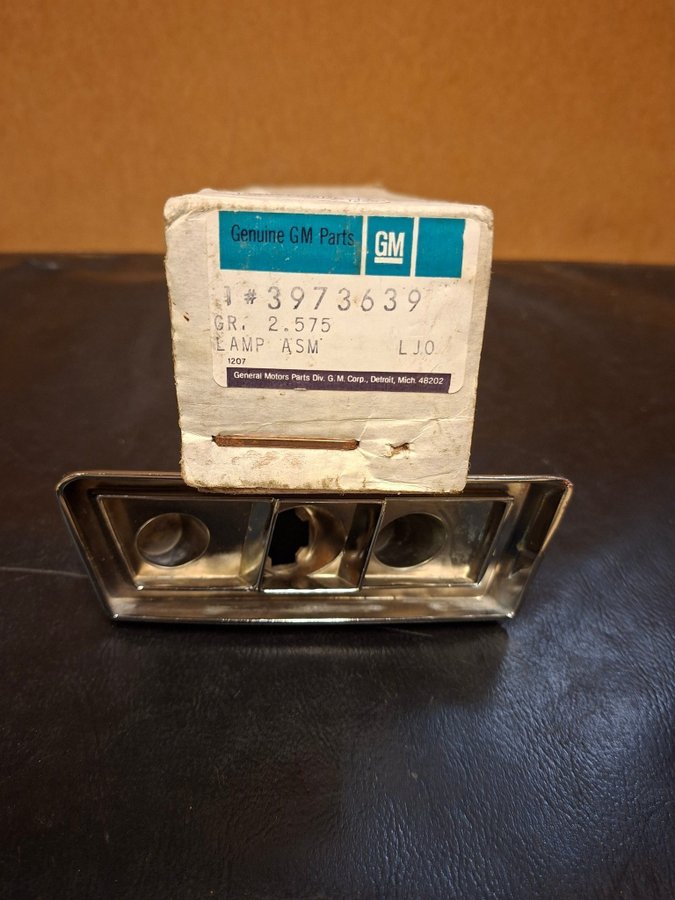 Genuine GM Parts GM
1 #3973639
GR. 2.575
LAMP ASM LJO
1207
General Motors Parts Div. G. M. Corp., Detroit, Mich. 48202